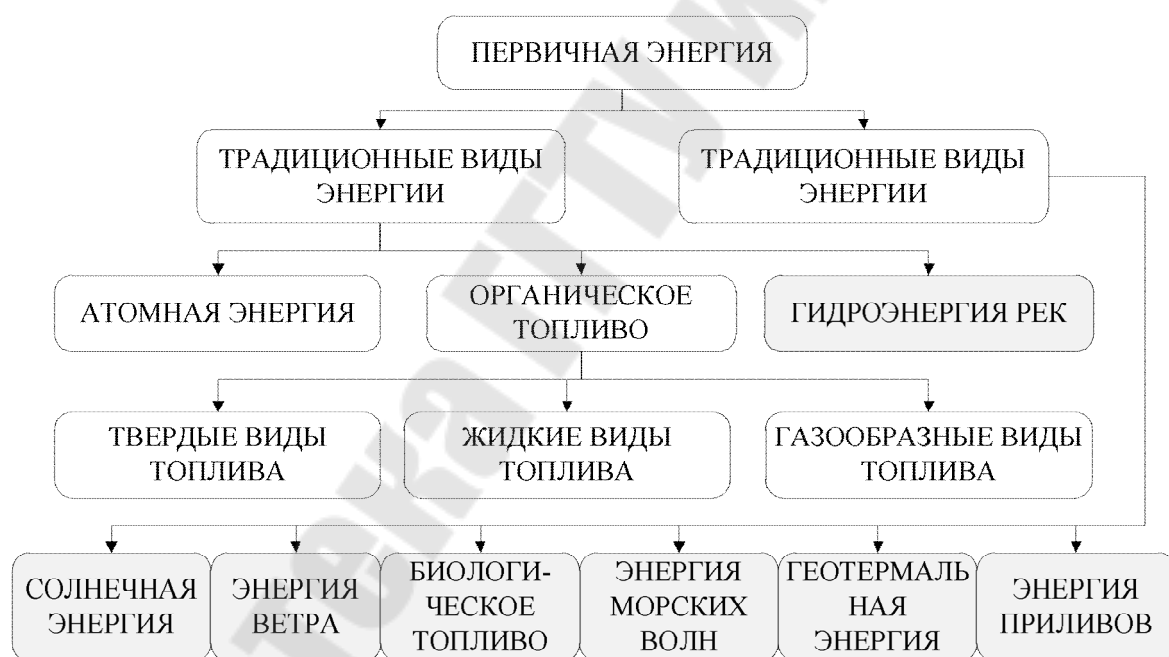 ПЕРВИЧНАЯ ЭНЕРГИЯ
ТРАДИЦИОННЫЕ ВИДЫ
ЭНЕРГИИ
ТРАДИЦИОННЫЕ ВИДЫ
ЭНЕРГИИ
АТОМНАЯ ЭНЕРГИЯ
ОРГАНИЧЕСКОЕ
ТОПЛИВО
ГИДРОЭНЕРГИЯ РЕК
ТВЕРДЫЕ ВИДЫ
ТОПЛИВА
ЖИДКИЕ ВИДЫ
ТОПЛИВА
ГАЗООБРАЗНЫЕ ВИДЫ
ТОПЛИВА
СОЛНЕЧНАЯ
ЭНЕРГИЯ
ЭНЕРГИЯ
ВЕТРА
БИОЛОГИ-
ЧЕСКОЕ
ТОПЛИВО
ЭНЕРГИЯ
МОРСКИХ
ВОЛН
ГЕОТЕРМАЛЬ
НАЯ
ЭНЕРГИЯ
ЭНЕРГИЯ
ПРИЛИВОВ